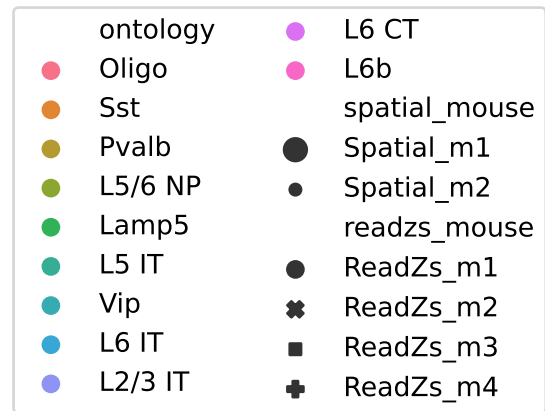 ontology
Oligo
Sst
Pvalb
L5/6 NP
Lamp5
L5 IT
Vip
L6 IT
L2/3 IT
L6 CT
L6b
spatial_mouse
Spatial_m1
Spatial_m2
readzs_mouse
ReadZs_m1
ReadZs_m2
ReadZs_m3
ReadZs_m4